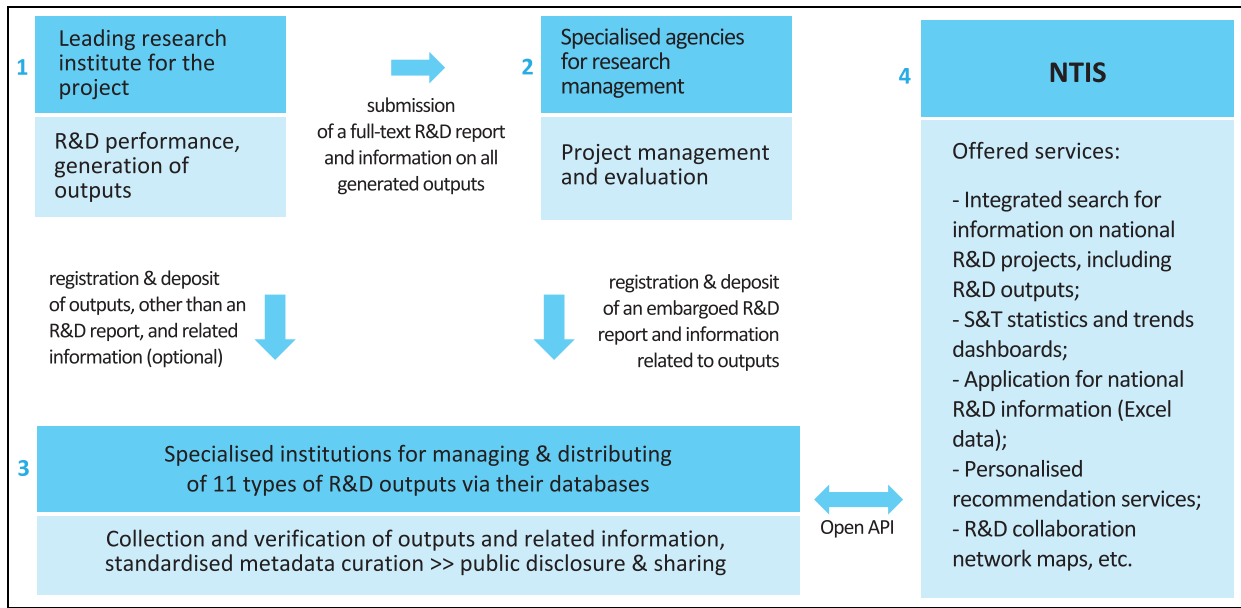 1
Leading research
institute for the
project
R&D performance,
generation of
outputs
submission
of a full-text R&D report
and information on all
generated outputs
2
Specialised agencies
for research
management
Project management
and evaluation
registration & deposit
of outputs, other than an
R&D report, and related
information (optional)
registration & deposit
of an embargoed R&D
report and information
related to outputs
3
Specialised institutions for managing & distributing
of 11 types of R&D outputs via their databases
Collection and verification of outputs and related information,
standardised metadata curation >> public disclosure & sharing
Open API
4
NTIS
Offered services:
- Integrated search for
information on national
R&D projects, including
R&D outputs;
- S&T statistics and trends
dashboards;
- Application for national
R&D information (Excel
data);
- Personalised
recommendation services;
- R&D collaboration
network maps, etc.